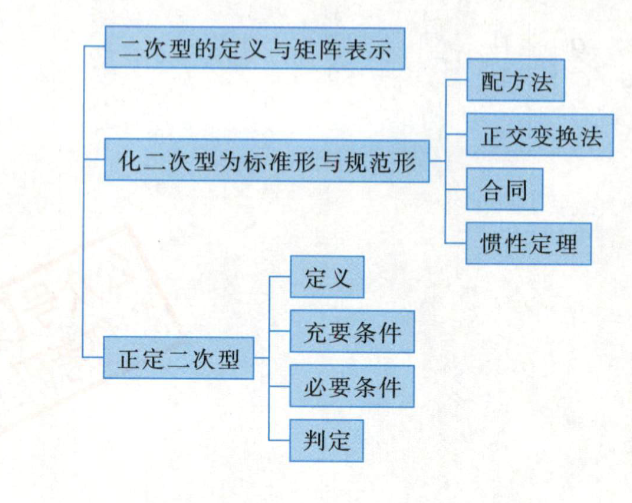 二次型的定义与矩阵表示
化二次型为标准形与规范形
配方法
正交变换法
合同
惯性定理
正定二次型
定义
充要条件
必要条件
判定